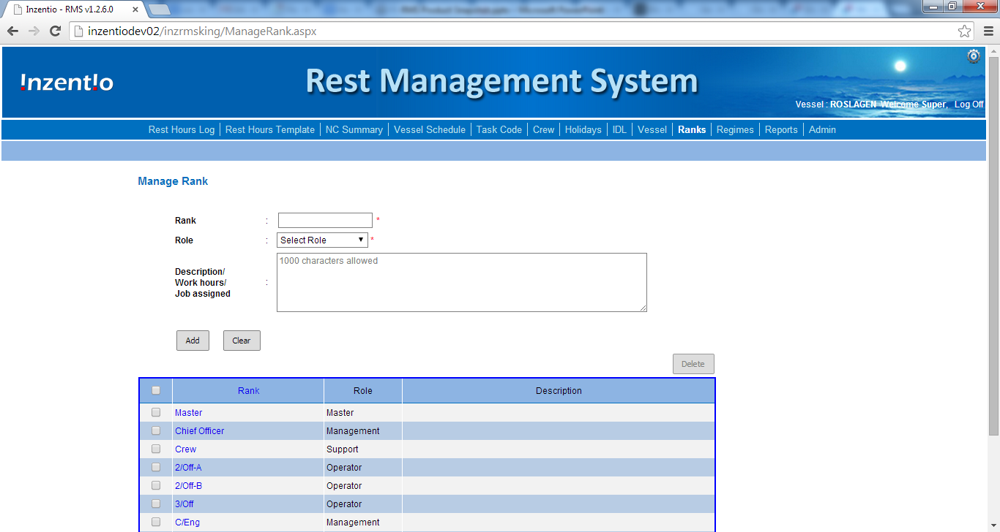 Inzentio - RMS v1.2.6.0
inzentiodev02/inzrmsking/ManageRank.aspx
!nzent!o
Rest Management System
Vessel : ROSLAGEN Welcome Super, Log Off
Rest Hours Log Rest Hours Template NC Summary Vessel Schedule Task Code Crew Holidays IDL Vessel Ranks Regimes Reports Admin
Manage Rank
Rank : *
Role : Select Role *
1000 characters allowed
Description/
Work hours/ :
Job assigned
Add Clear
Delete
Rank Role Description
Master Master
Chief Officer Management
Crew Support
2/Off-A Operator
2/Off-B Operator
3/Off Operator
C/Eng Management